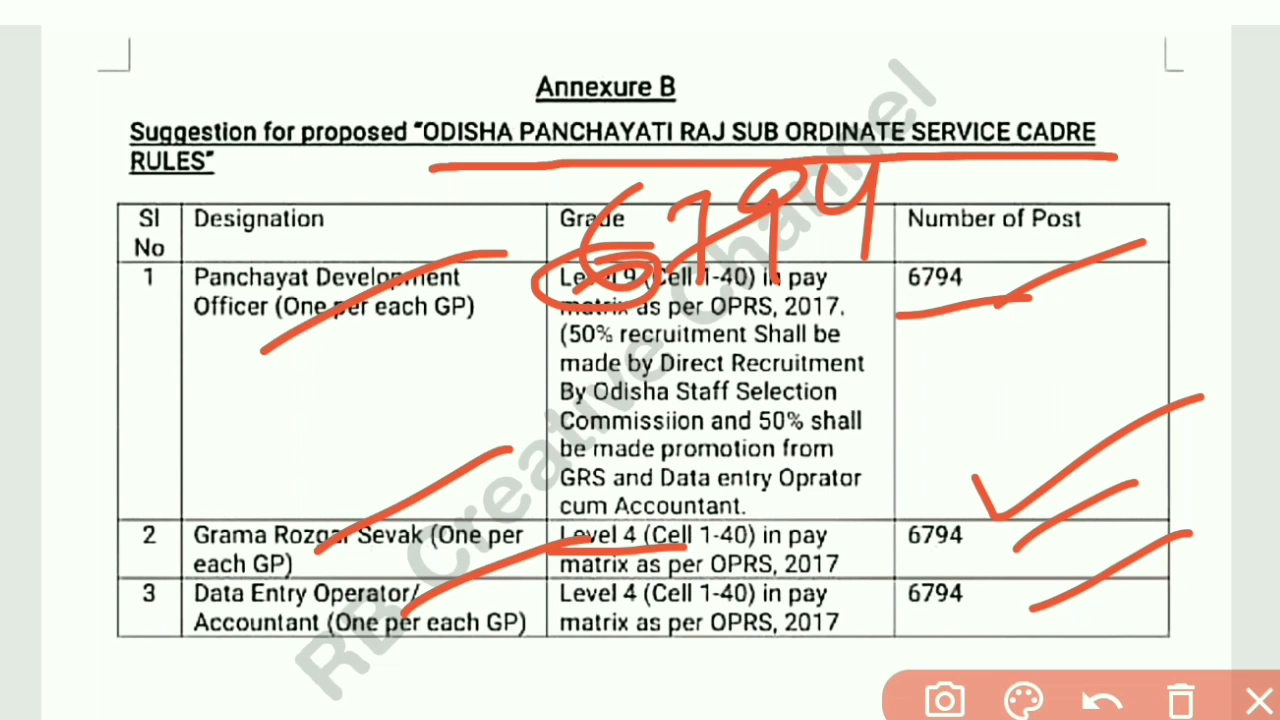 Annexure B
Suggestion for proposed “ODISHA PANCHAYATI RAJ SUB ORDINATE SERVICE CADRE
RULES”
6794
Sl No Designation Grade Number of Post
1 Panchayat Development Officer (One per each GP)
Level 9 (Cell 1-40) in pay
matrix as per OPRS, 2017.
(50% recruitment Shall be
made by Direct Recruitment
By Odisha Staff Selection
Commissiion and 50% shall
be made promotion from
GRS and Data entry Oprator
cum Accountant.
6794
2 Grama Rozgar Sevak (One per
each GP)
Level 4 (Cell 1-40) in pay
matrix as per OPRS, 2017
6794
3 Data Entry Operator/
Accountant (One per each GP)
Level 4 (Cell 1-40) in pay
matrix as per OPRS, 2017
6794
RB Creative Channel